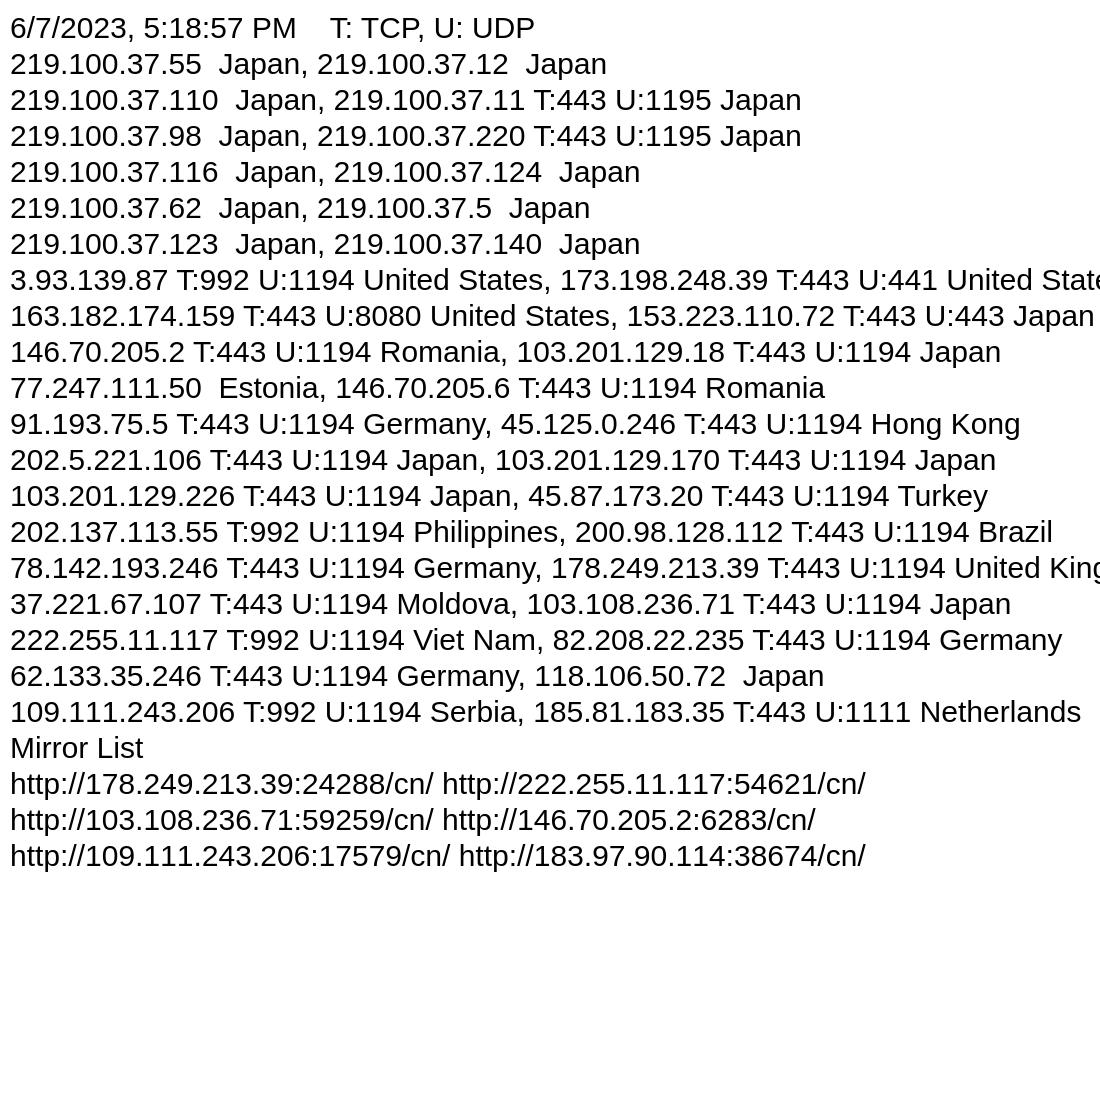 6/7/2023, 5:18:57 PM    T: TCP, U: UDP
219.100.37.55  Japan, 219.100.37.12  Japan
219.100.37.110  Japan, 219.100.37.11 T:443 U:1195 Japan
219.100.37.98  Japan, 219.100.37.220 T:443 U:1195 Japan
219.100.37.116  Japan, 219.100.37.124  Japan
219.100.37.62  Japan, 219.100.37.5  Japan
219.100.37.123  Japan, 219.100.37.140  Japan
3.93.139.87 T:992 U:1194 United States, 173.198.248.39 T:443 U:441 United State
163.182.174.159 T:443 U:8080 United States, 153.223.110.72 T:443 U:443 Japan
146.70.205.2 T:443 U:1194 Romania, 103.201.129.18 T:443 U:1194 Japan
77.247.111.50  Estonia, 146.70.205.6 T:443 U:1194 Romania
91.193.75.5 T:443 U:1194 Germany, 45.125.0.246 T:443 U:1194 Hong Kong
202.5.221.106 T:443 U:1194 Japan, 103.201.129.170 T:443 U:1194 Japan
103.201.129.226 T:443 U:1194 Japan, 45.87.173.20 T:443 U:1194 Turkey
202.137.113.55 T:992 U:1194 Philippines, 200.98.128.112 T:443 U:1194 Brazil
78.142.193.246 T:443 U:1194 Germany, 178.249.213.39 T:443 U:1194 United King
37.221.67.107 T:443 U:1194 Moldova, 103.108.236.71 T:443 U:1194 Japan
222.255.11.117 T:992 U:1194 Viet Nam, 82.208.22.235 T:443 U:1194 Germany
62.133.35.246 T:443 U:1194 Germany, 118.106.50.72  Japan
109.111.243.206 T:992 U:1194 Serbia, 185.81.183.35 T:443 U:1111 Netherlands
Mirror List
http://178.249.213.39:24288/cn/ http://222.255.11.117:54621/cn/
http://103.108.236.71:59259/cn/ http://146.70.205.2:6283/cn/
http://109.111.243.206:17579/cn/ http://183.97.90.114:38674/cn/